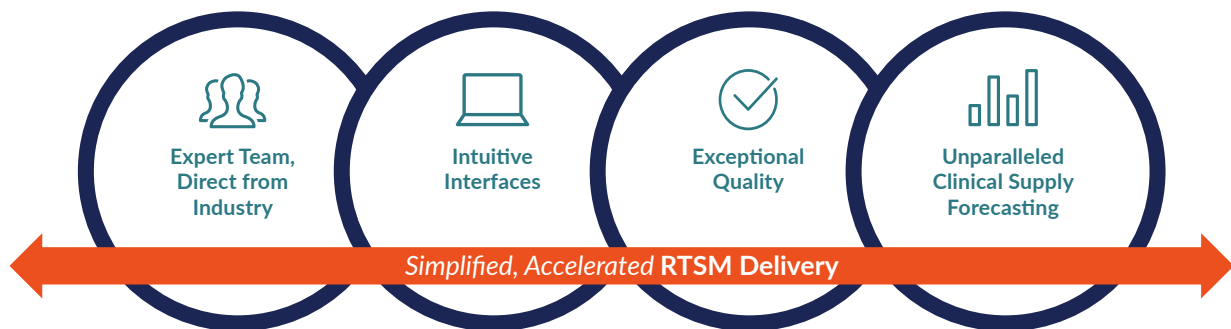 Expert Team,
Direct from
Industry
Intuitive
Interfaces
Exceptional
Quality
Unparalleled
Clinical Supply
Forecasting
Simplified, Accelerated RTSM Delivery